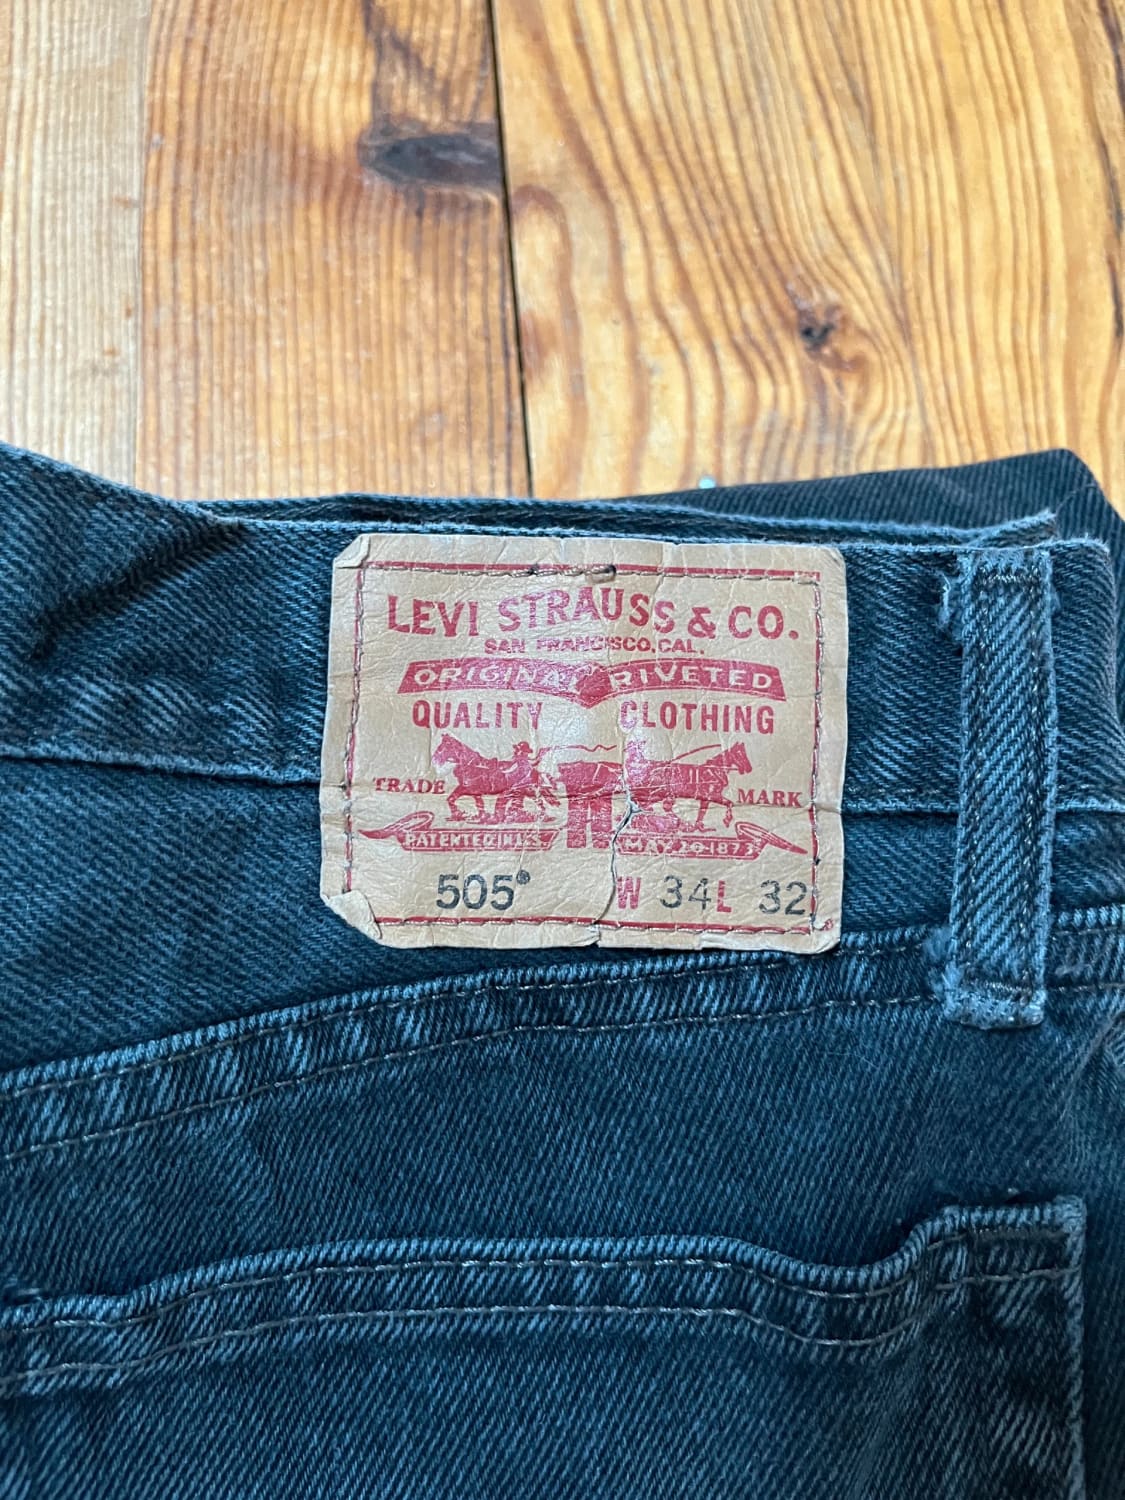 LEVI STRAUSS & CO.
SAN FRANCISCO, CAL.
ORIGINAL RIVETED
QUALITY CLOTHING
TRADE MARK
PATENTED IN U.S. MAY 20 1873
505® W 34 L 32